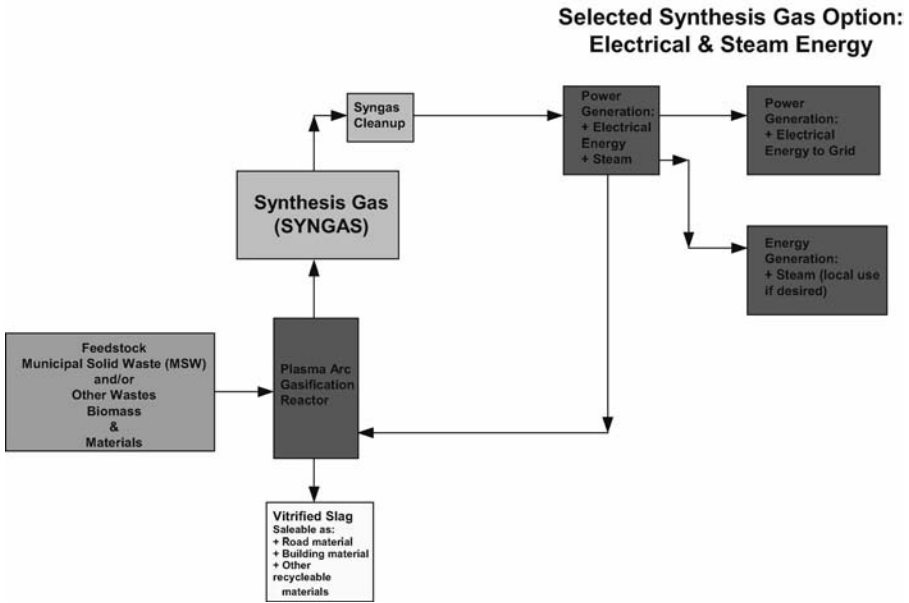 Selected Synthesis Gas Option:
Electrical & Steam Energy
Syngas
Cleanup
Power
Generation:
+ Electrical
Energy
+ Steam
Power
Generation:
+ Electrical
Energy to Grid
Synthesis Gas
(SYNGAS)
Energy
Generation:
+ Steam (local use
if desired)
Feedstock
Municipal Solid Waste (MSW)
and/or
Other Wastes
Biomass
&
Materials
Plasma Arc
Gasification
Reactor
Vitrified Slag
Saleable as:
+ Road material
+ Building material
+ Other
recycleable
materials